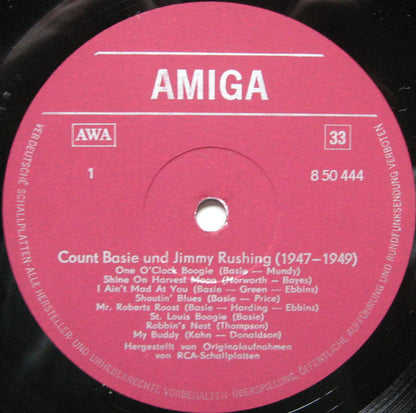 AMIGA
AWA
33
1
8 50 444
Count Basie und Jimmy Rushing (1947—1949)
One O'Clock Boogie (Basie — Mundy)
Shine On Harvest Moon (Norworth — Bayes)
I Ain't Mad At You (Basie — Green — Ebbins)
Shoutin' Blues (Basie — Price)
Mr. Roberts Roost (Basie — Harding — Ebbins)
St. Louis Boogie (Basie)
Robbin's Nest (Thompson)
My Buddy (Kahn — Donaldson)
Hergestellt von Originalaufnahmen
von RCA-Schallplatten
VEB DEUTSCHE SCHALLPLATTEN ALLE HERSTELLER- UND URHEBERRECHTE VORBEHALTEN · ÜBERSPIELUNG, ÖFFENTLICHE AUFFÜHRUNG UND RUNDFUNKSENDUNG VERBOTEN